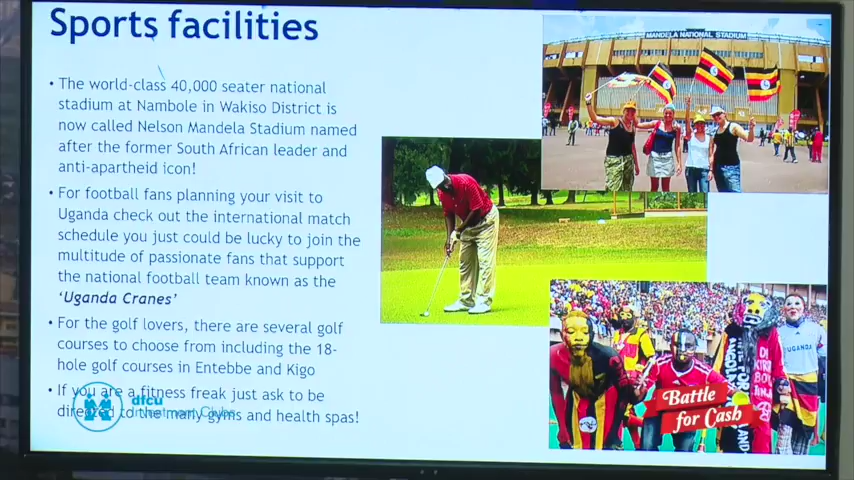 Sports facilities
• The world-class 40,000 seater national
stadium at Nambole in Wakiso District is
now called Nelson Mandela Stadium named
after the former South African leader and
anti-apartheid icon!
• For football fans planning your visit to
Uganda check out the international match
schedule you just could be lucky to join the
multitude of passionate fans that support
the national football team known as the
‘Uganda Cranes’
• For the golf lovers, there are several golf
courses to choose from including the 18-
hole golf courses in Entebbe and Kigo
• If you are a fitness freak just ask to be
directed to the many gyms and health spas!
MANDELA NATIONAL STADIUM
UGANDA
dfcu
Investment Clubs
Battle
for Cash